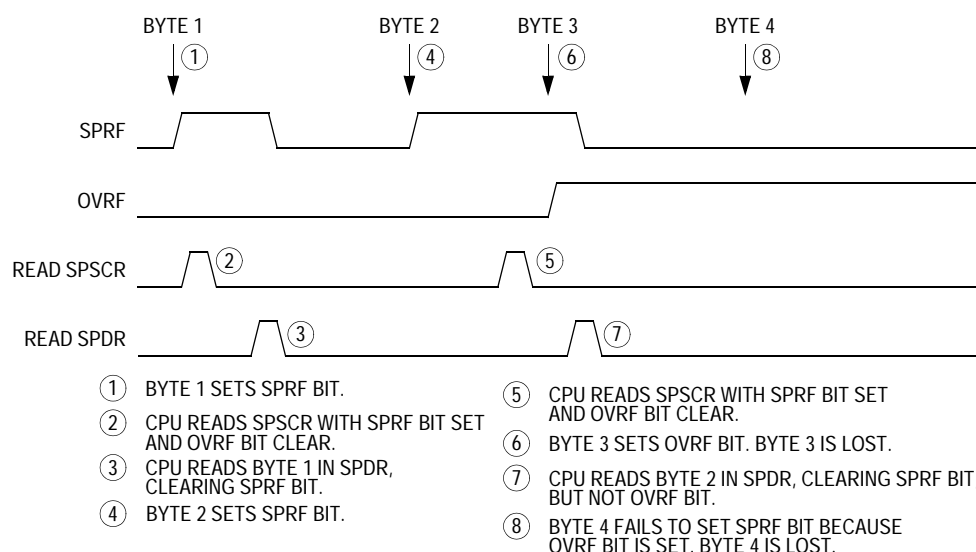 BYTE 1 BYTE 2 BYTE 3 BYTE 4
1 4 6 8
SPRF
OVRF
READ SPSCR 2 5
READ SPDR 3 7
1 BYTE 1 SETS SPRF BIT.
2 CPU READS SPSCR WITH SPRF BIT SET
AND OVRF BIT CLEAR.
3 CPU READS BYTE 1 IN SPDR,
CLEARING SPRF BIT.
4 BYTE 2 SETS SPRF BIT.
5 CPU READS SPSCR WITH SPRF BIT SET
AND OVRF BIT CLEAR.
6 BYTE 3 SETS OVRF BIT. BYTE 3 IS LOST.
7 CPU READS BYTE 2 IN SPDR, CLEARING SPRF BIT
BUT NOT OVRF BIT.
8 BYTE 4 FAILS TO SET SPRF BIT BECAUSE
OVRF BIT IS SET. BYTE 4 IS LOST.